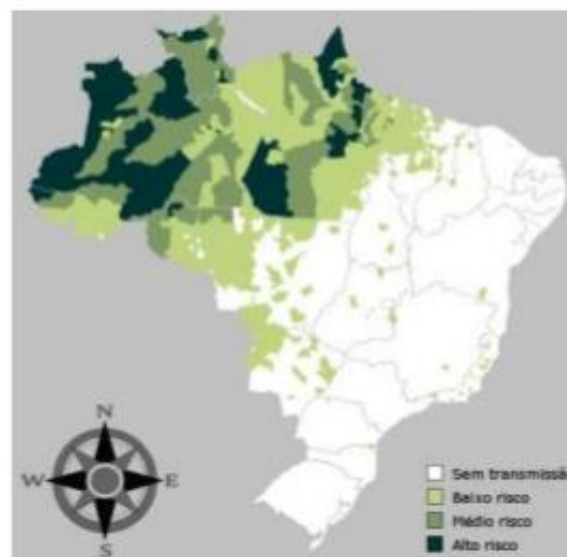 N
W E
S
Sem transmissã
Baixo risco
Médio risco
Alto risco